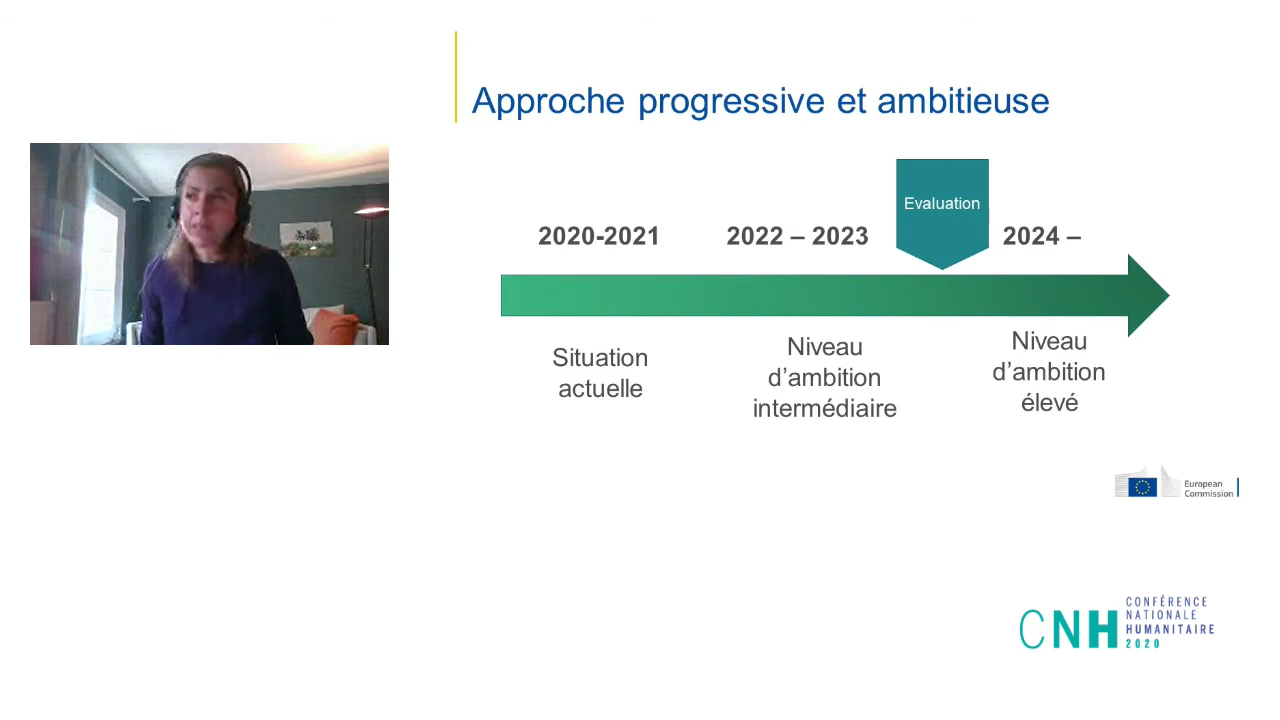 Approche progressive et ambitieuse
Evaluation
2020-2021
2022 – 2023
2024 –
Situation
actuelle
Niveau
d’ambition
intermédiaire
Niveau
d’ambition
élevé
European
Commission
CNH
CONFÉRENCE
NATIONALE
HUMANITAIRE
2020